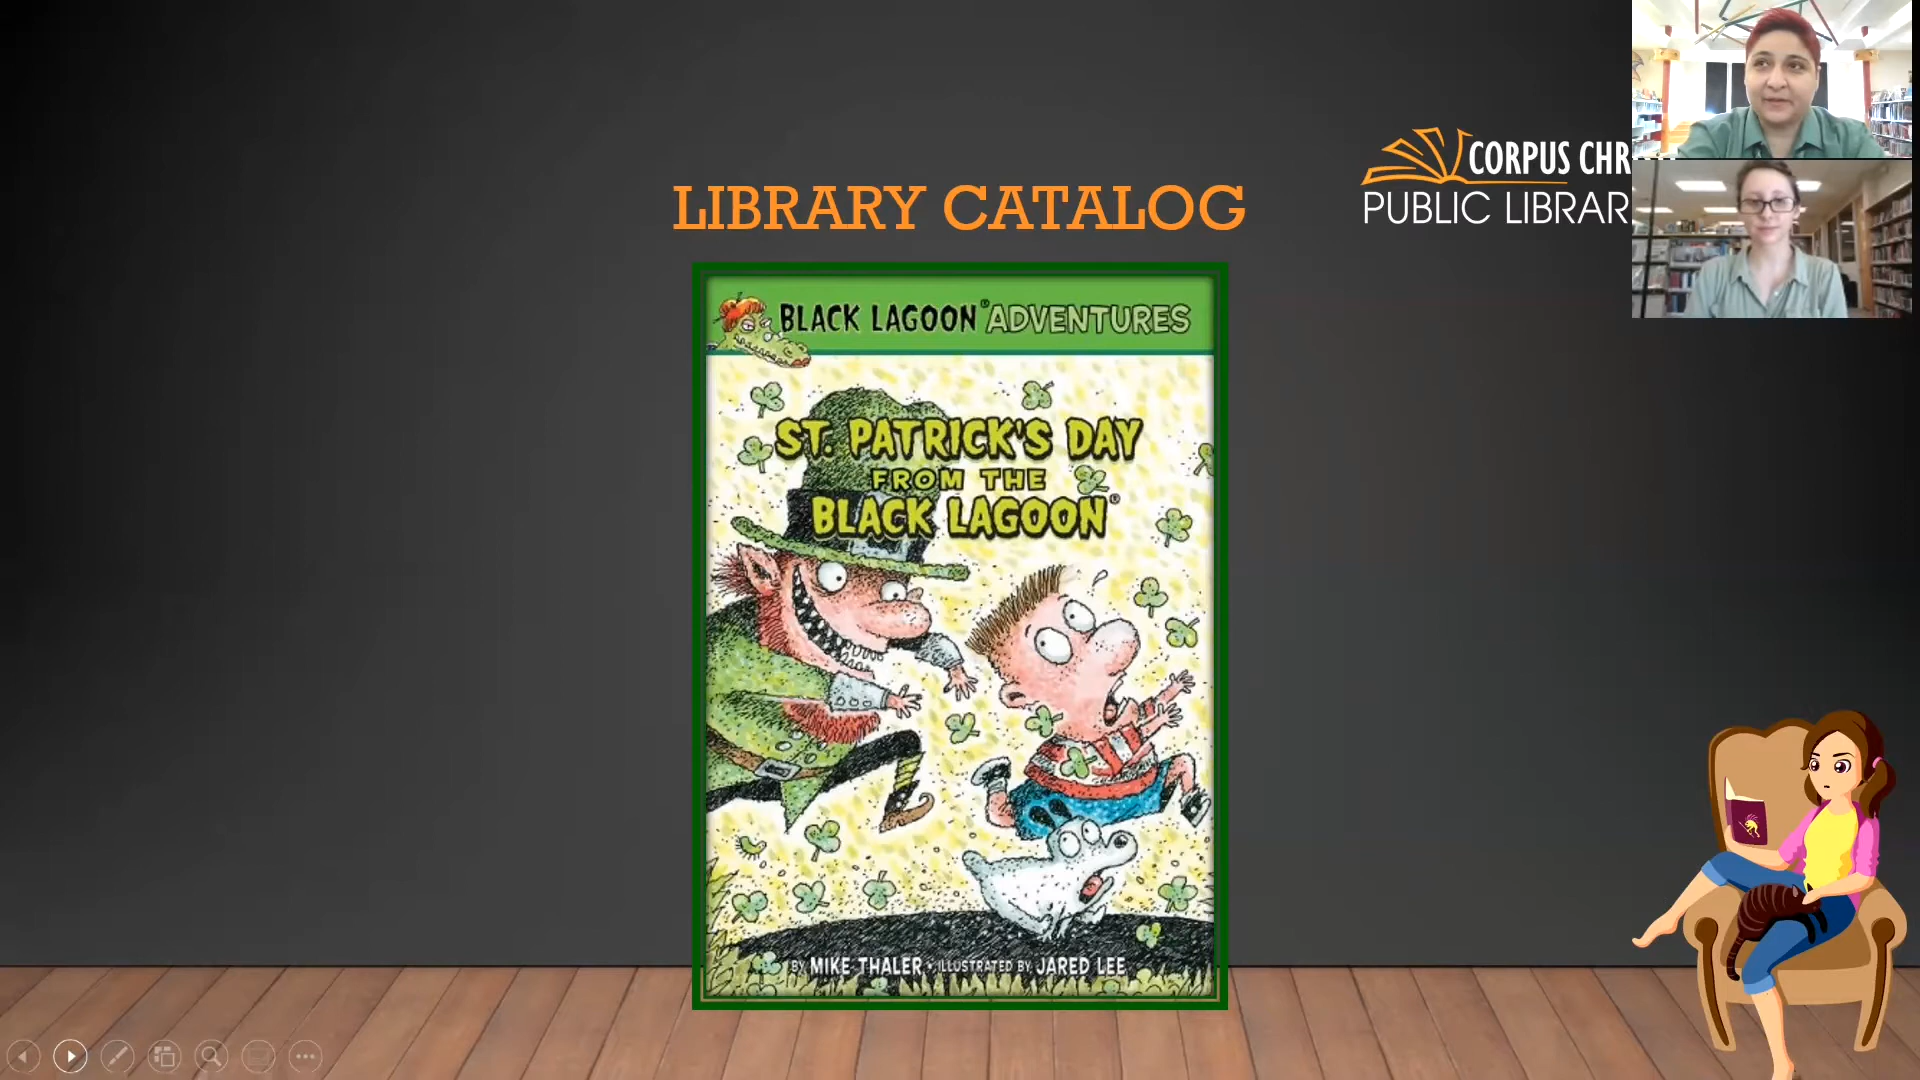 LIBRARY CATALOG
CORPUS CHR
PUBLIC LIBRAR
BLACK LAGOON® ADVENTURES
ST. PATRICK'S DAY
FROM THE
BLACK LAGOON®
BY MIKE THALER • ILLUSTRATED BY JARED LEE